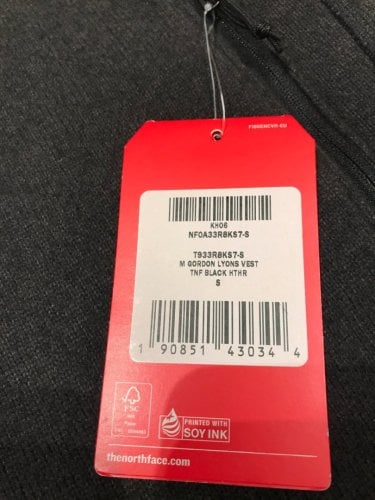 KH06
NF0A33R8KS7-S
T933R8KS7-S
M GORDON LYONS VEST
TNF BLACK HTHR
S
1 90851 43034 4
FSC
PRINTED WITH
SOY INK
thenorthface.com